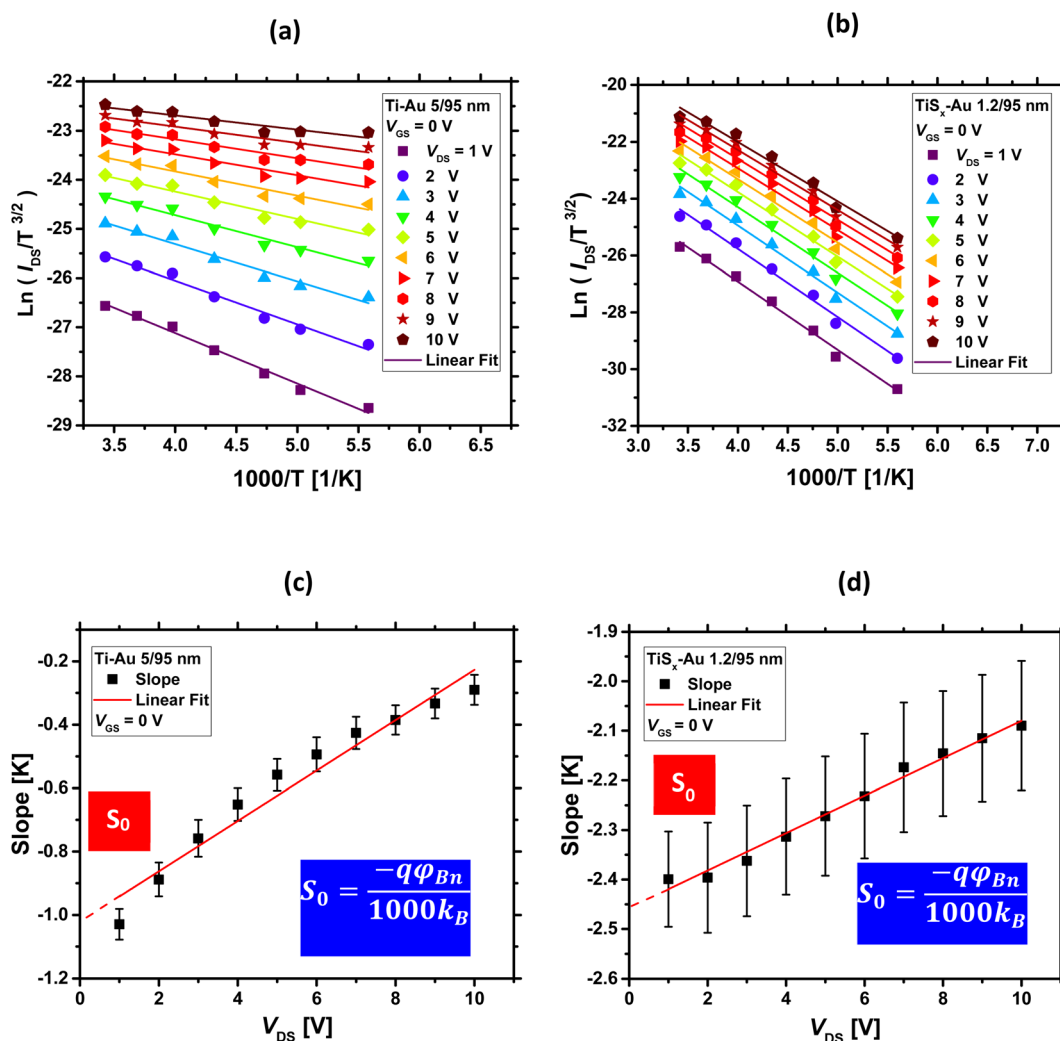 (a)
-22
-23
-24
-25
-26
-27
-28
-29
Ln ( I_DS/T^3/2)
3.5 4.0 4.5 5.0 5.5 6.0 6.5
1000/T [1/K]
Ti-Au 5/95 nm
V_GS = 0 V
V_DS = 1 V
2 V
3 V
4 V
5 V
6 V
7 V
8 V
9 V
10 V
Linear Fit
(b)
-20
-22
-24
-26
-28
-30
-32
Ln ( I_DS/T^3/2)
3.0 3.5 4.0 4.5 5.0 5.5 6.0 6.5 7.0
1000/T [1/K]
TiS_x-Au 1.2/95 nm
V_GS = 0 V
V_DS = 1 V
2 V
3 V
4 V
5 V
6 V
7 V
8 V
9 V
10 V
Linear Fit
(c)
-0.2
-0.4
-0.6
-0.8
-1.0
-1.2
Slope [K]
0 2 4 6 8 10
V_DS [V]
Ti-Au 5/95 nm
Slope
Linear Fit
V_GS = 0 V
S_0
S_0 = -qφ_Bn / 1000k_B
(d)
-1.9
-2.0
-2.1
-2.2
-2.3
-2.4
-2.5
-2.6
Slope [K]
0 2 4 6 8 10
V_DS [V]
TiS_x-Au 1.2/95 nm
Slope
Linear Fit
V_GS = 0 V
S_0
S_0 = -qφ_Bn / 1000k_B